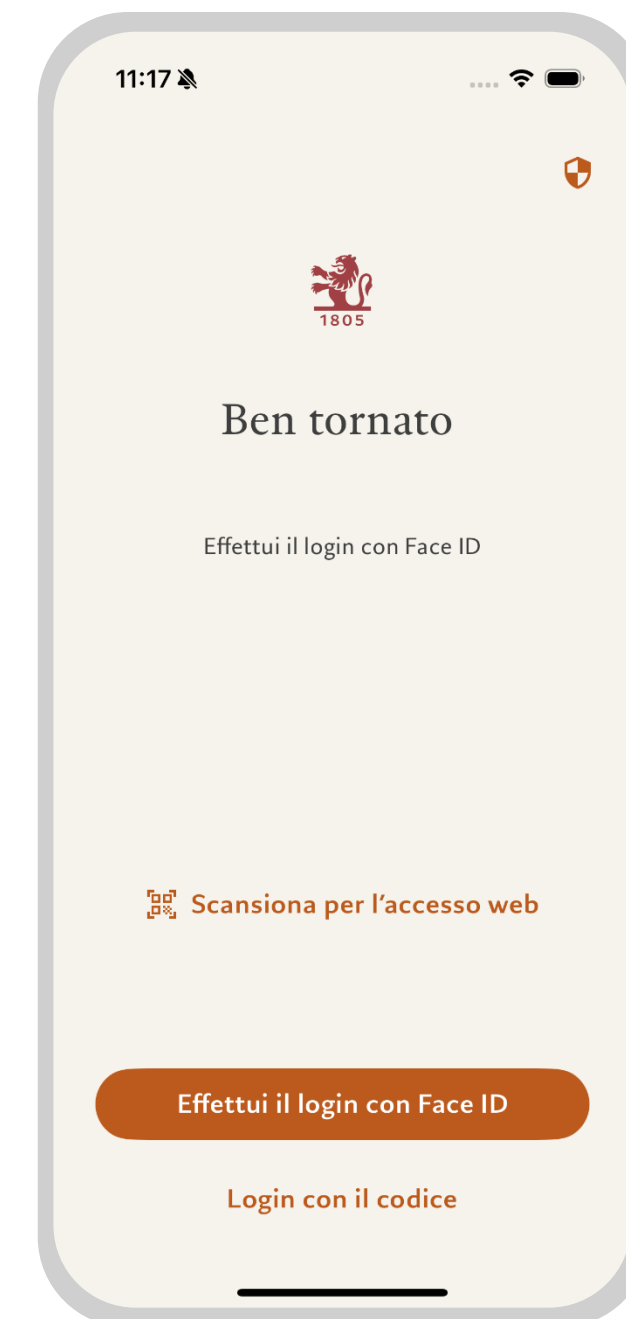 11:17
1805
Ben tornato
Effettui il login con Face ID
Scansiona per l’accesso web
Effettui il login con Face ID
Login con il codice